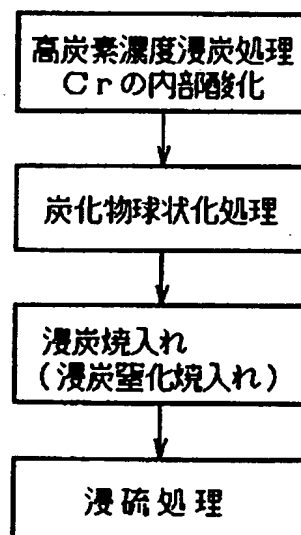 高炭素濃度浸炭処理
Crの内部酸化
炭化物球状化処理
浸炭焼入れ
(浸炭窒化焼入れ)
浸硫処理